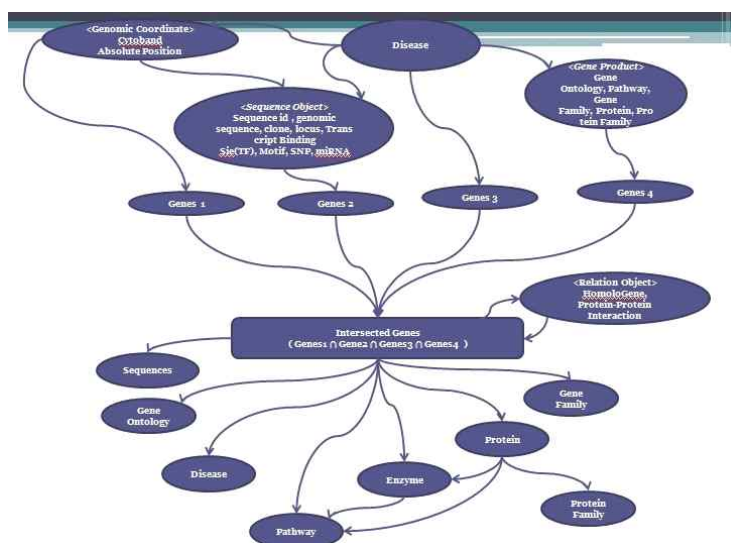 <Genomic Coordinate>
Cytoband
Absolute Position
Disease
<Gene Product>
Gene
Ontology, Pathway,
Gene
Family, Protein, Pro
tein Family
<Sequence Object>
Sequence id , genomic
sequence, clone, locus, Trans
cript Binding
Sie(TF), Motif, SNP, miRNA
Genes 1
Genes 2
Genes 3
Genes 4
<Relation Object>
HomoloGene,
Protein-Protein
Interaction
Intersected Genes
( Genes1 ∩ Gene2 ∩ Genes3 ∩ Genes4 )
Sequences
Gene
Ontology
Gene
Family
Protein
Disease
Enzyme
Protein
Family
Pathway